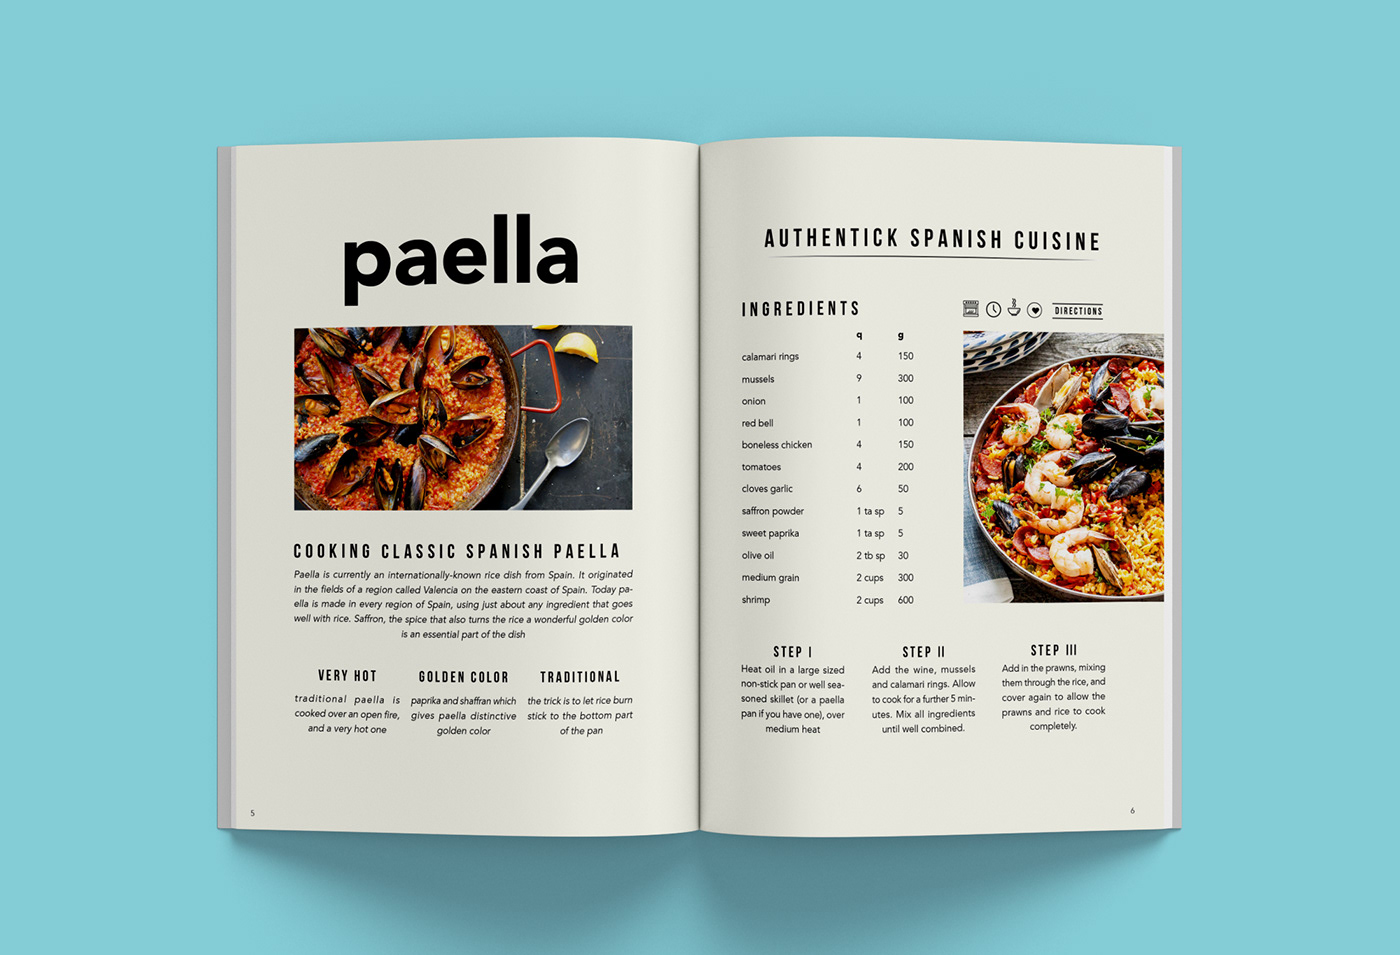 paella
COOKING CLASSIC SPANISH PAELLA
Paella is currently an internationally-known rice dish from Spain. It originated
in the fields of a region called Valencia on the eastern coast of Spain. Today pa-
ella is made in every region of Spain, using just about any ingredient that goes
well with rice. Saffron, the spice that also turns the rice a wonderful golden color
is an essential part of the dish
VERY HOT
traditional paella is
cooked over an open fire,
and a very hot one
GOLDEN COLOR
paprika and shaffran which
gives paella distinctive
golden color
TRADITIONAL
the trick is to let rice burn
stick to the bottom part
of the pan
5
AUTHENTICK SPANISH CUISINE
INGREDIENTS
q g
calamari rings 4 150
mussels 9 300
onion 1 100
red bell 1 100
boneless chicken 4 150
tomatoes 4 200
cloves garlic 6 50
saffron powder 1 ta sp 5
sweet paprika 1 ta sp 5
olive oil 2 tb sp 30
medium grain 2 cups 300
shrimp 2 cups 600
DIRECTIONS
STEP I
Heat oil in a large sized
non-stick pan or well sea-
soned skillet (or a paella
pan if you have one), over
medium heat
STEP II
Add the wine, mussels
and calamari rings. Allow
to cook for a further 5 min-
utes. Mix all ingredients
until well combined.
STEP III
Add in the prawns, mixing
them through the rice, and
cover again to allow the
prawns and rice to cook
completely.
6